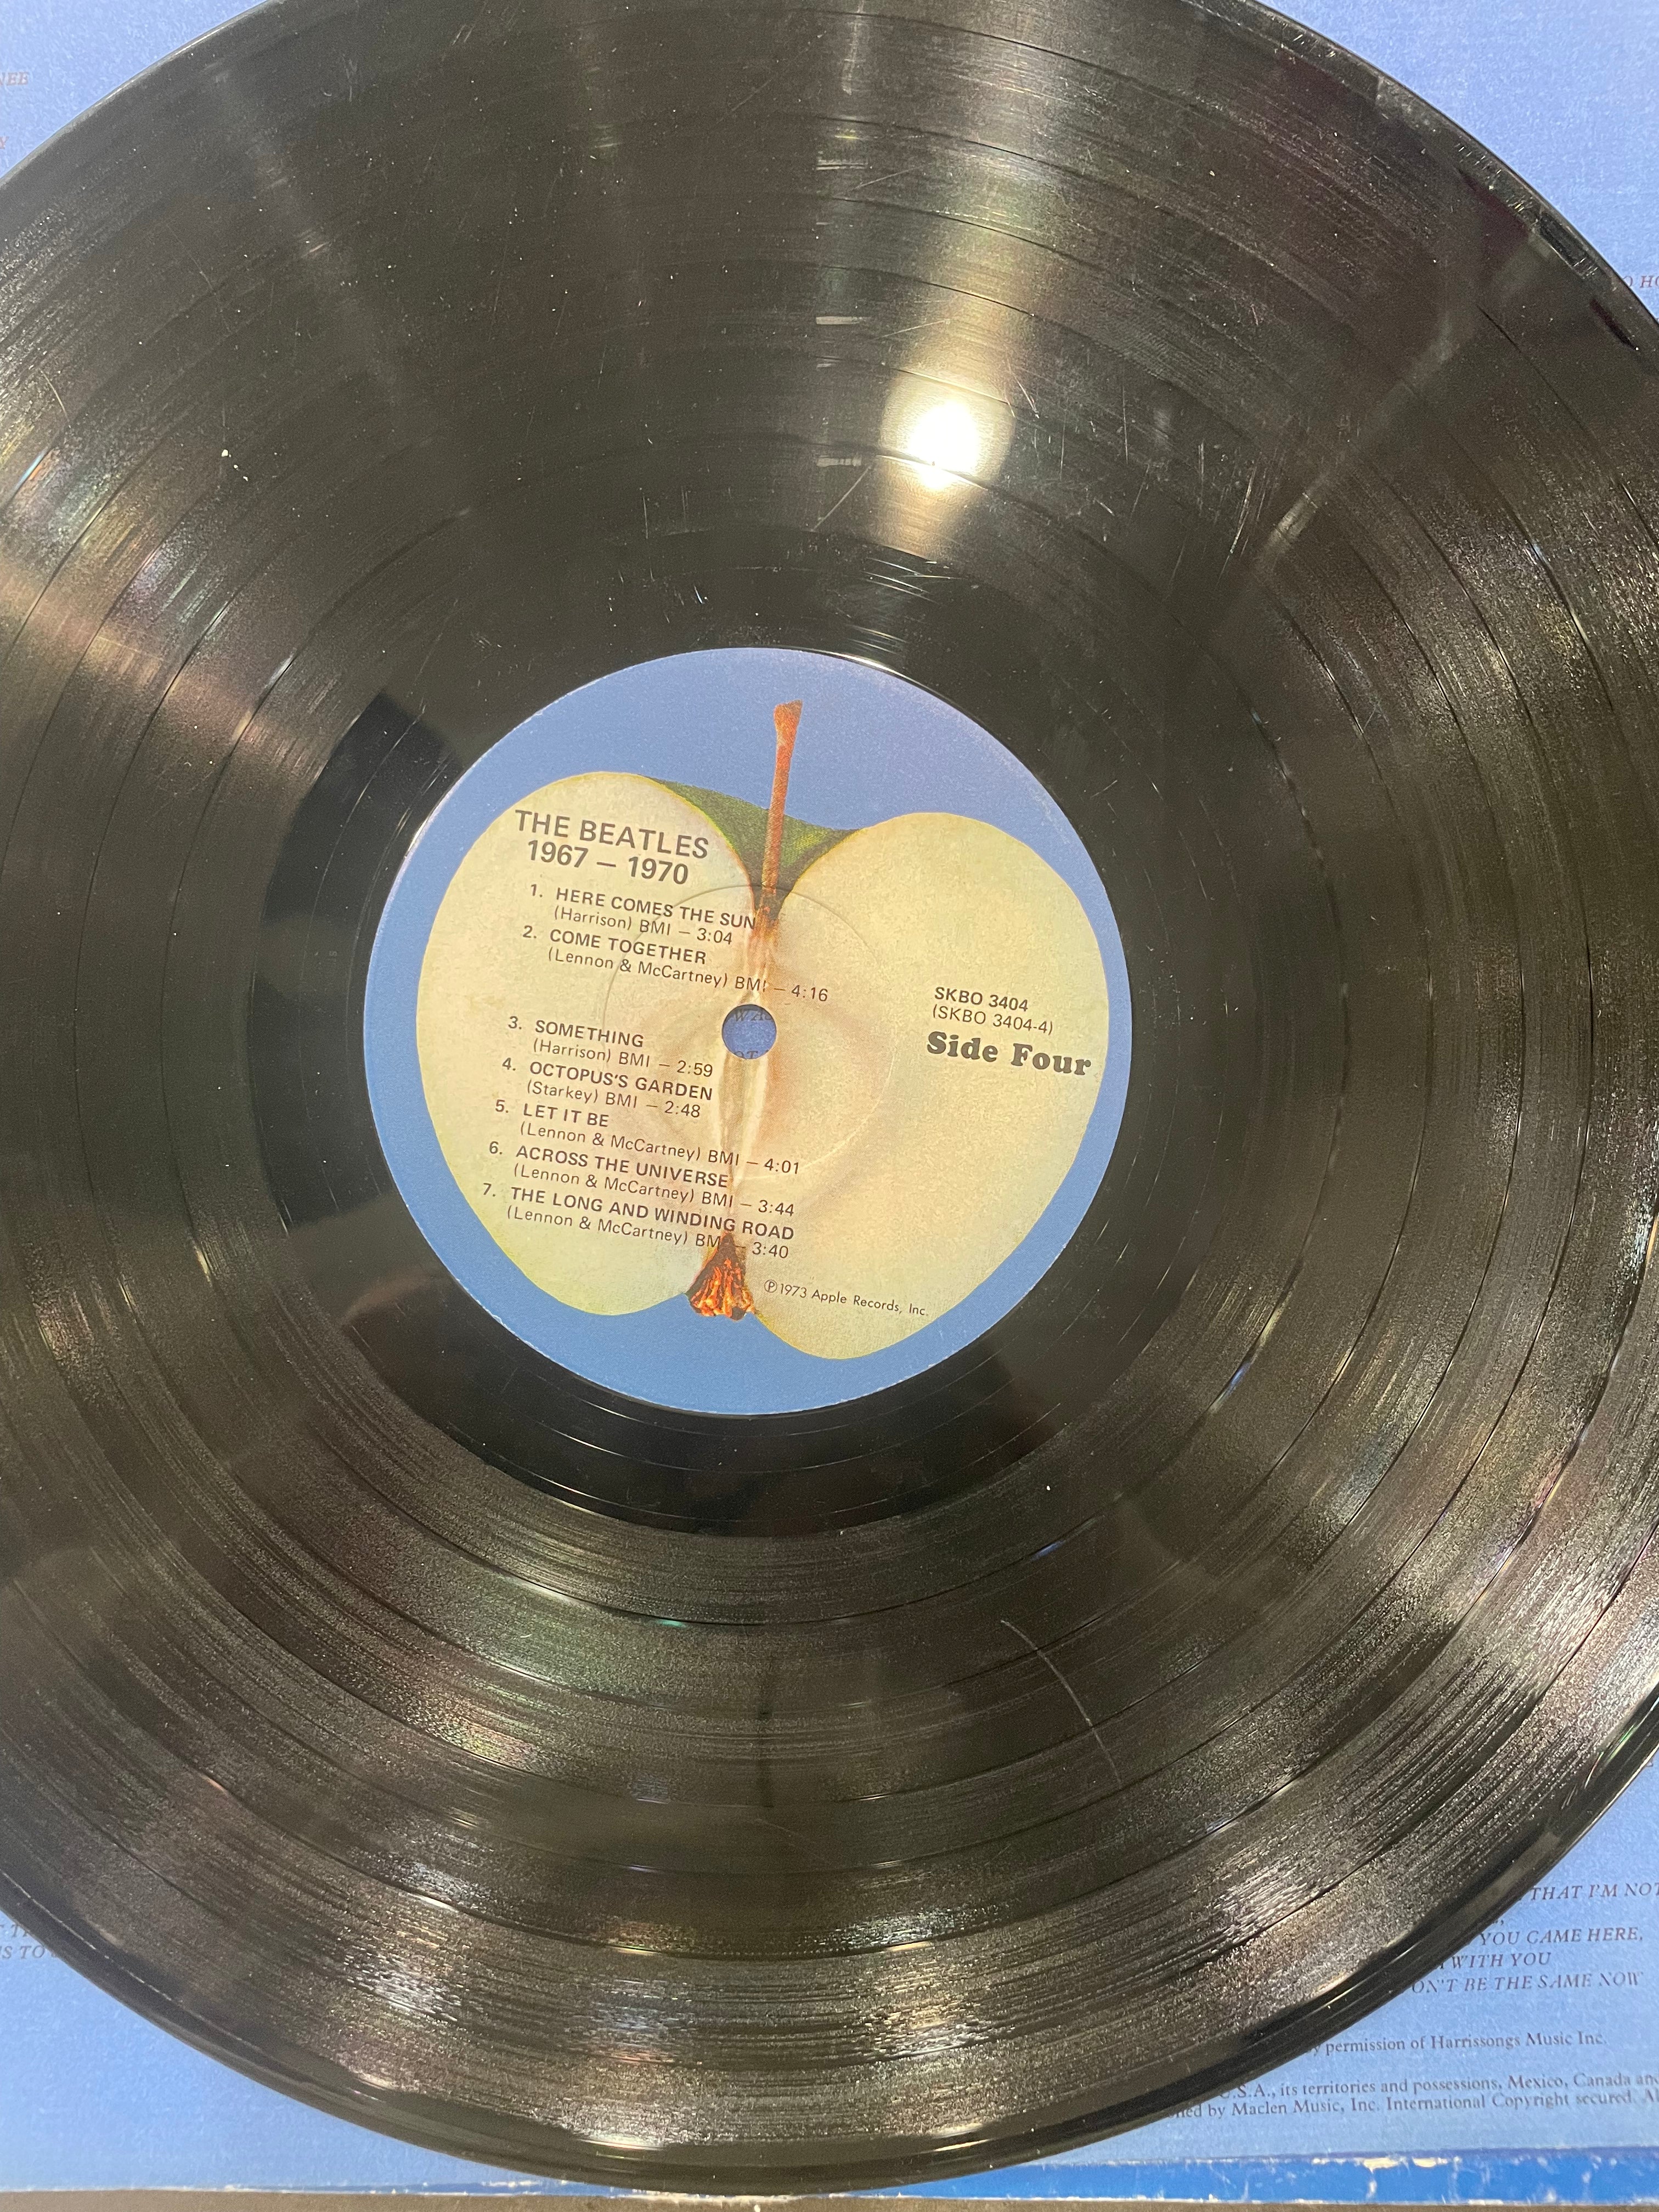 NEE
THE BEATLES
1967 — 1970
1. HERE COMES THE SUN
(Harrison) BMI — 3:04
2. COME TOGETHER
(Lennon & McCartney) BMI — 4:16
3. SOMETHING
(Harrison) BMI — 2:59
4. OCTOPUS'S GARDEN
(Starkey) BMI — 2:48
5. LET IT BE
(Lennon & McCartney) BMI — 4:01
6. ACROSS THE UNIVERSE
(Lennon & McCartney) BMI — 3:44
7. THE LONG AND WINDING ROAD
(Lennon & McCartney) BMI 3:40
SKBO 3404
(SKBO 3404-4)
Side Four
℗1973 Apple Records, Inc.
THAT I'M NOT
YOU CAME HERE,
WITH YOU
ON'T BE THE SAME NOW
permission of Harrissongs Music Inc.
U.S.A., its territories and possessions, Mexico, Canada and
by Maclen Music, Inc. International Copyright secured.